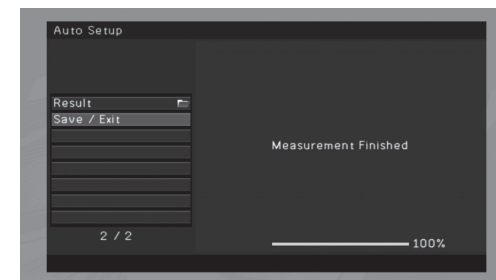 Auto Setup
Result
Save / Exit
Measurement Finished
2 / 2
100%